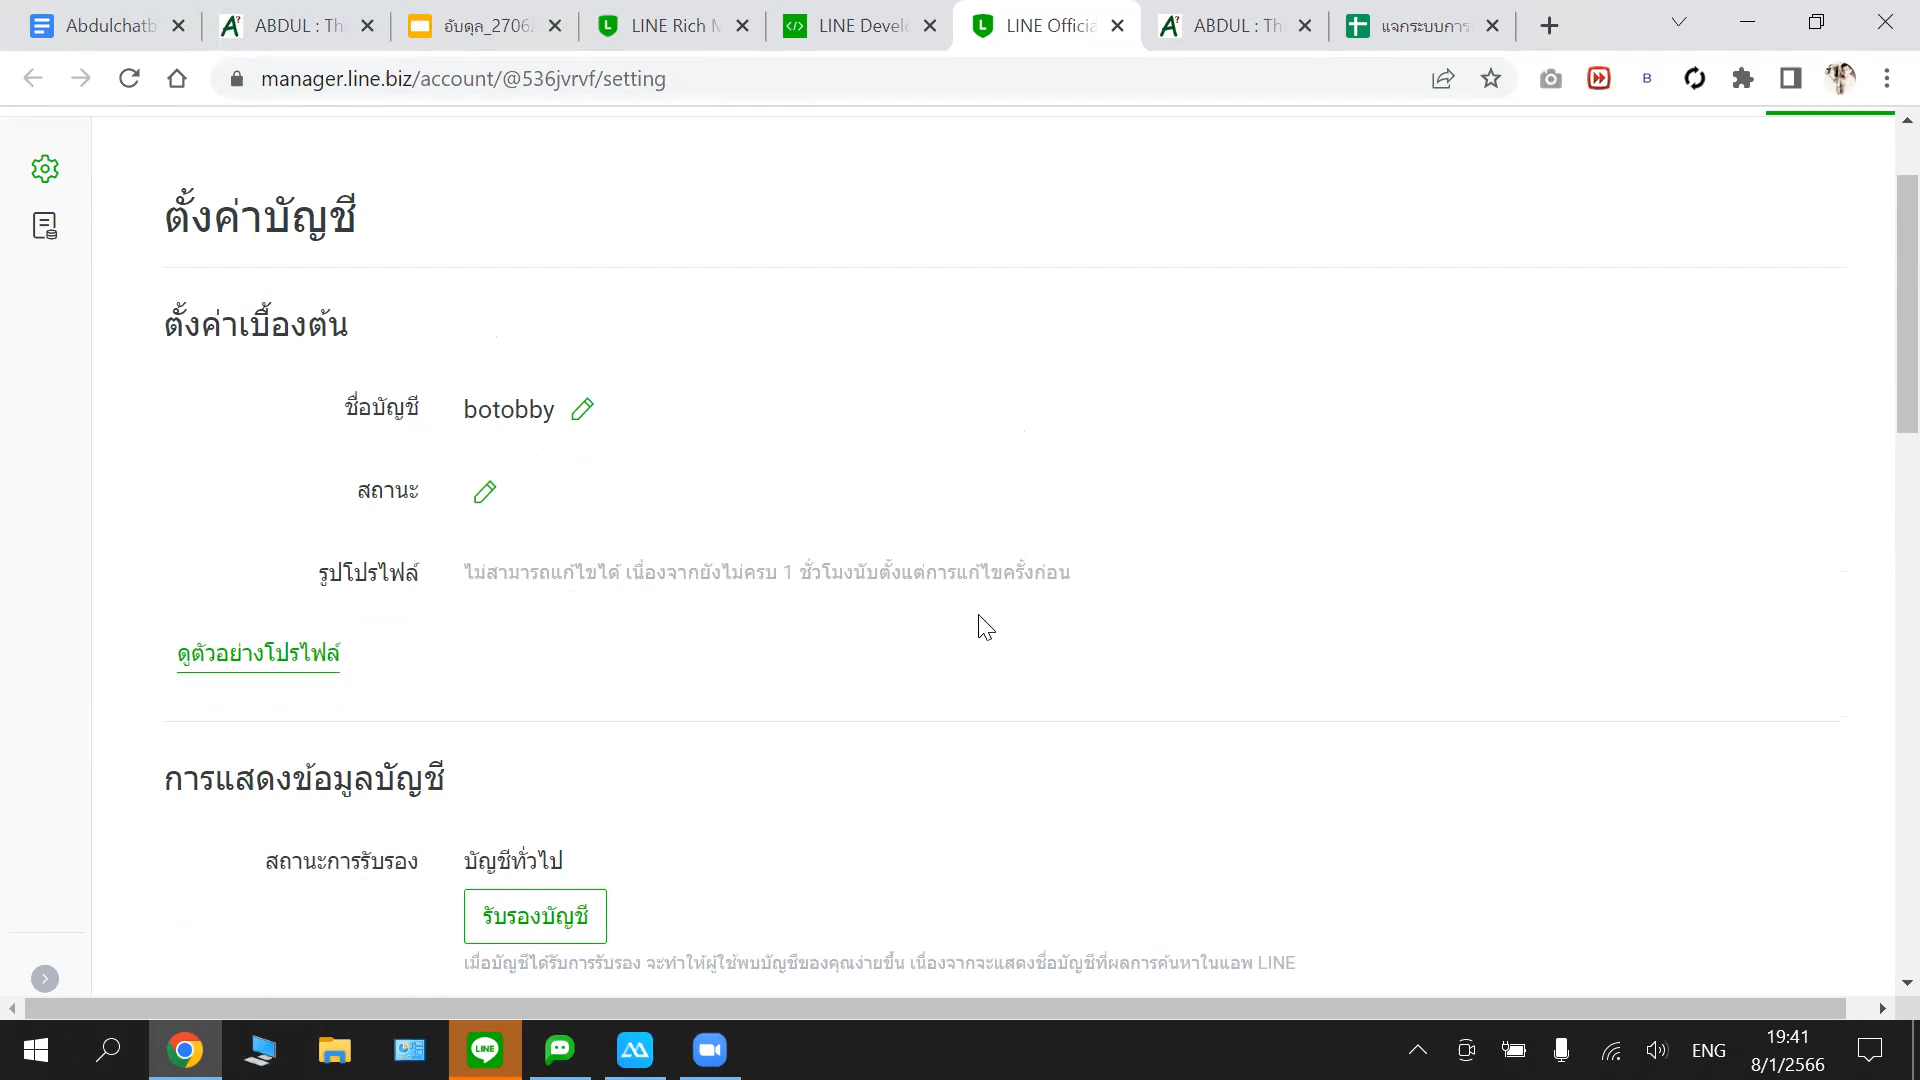 Abdulchatb
ABDUL : Th
อับดุล_2706
LINE Rich M
LINE Develo
LINE Officia
ABDUL : Th
แจกระบบการ
manager.line.biz/account/@536jvrvf/setting
ตั้งค่าบัญชี
ตั้งค่าเบื้องต้น
ชื่อบัญชี botobby
สถานะ
รูปโปรไฟล์ ไม่สามารถแก้ไขได้ เนื่องจากยังไม่ครบ 1 ชั่วโมงนับตั้งแต่การแก้ไขครั้งก่อน
ดูตัวอย่างโปรไฟล์
การแสดงข้อมูลบัญชี
สถานะการรับรอง บัญชีทั่วไป
รับรองบัญชี
เมื่อบัญชีได้รับการรับรอง จะทำให้ผู้ใช้พบบัญชีของคุณง่ายขึ้น เนื่องจากจะแสดงชื่อบัญชีที่ผลการค้นหาในแอพ LINE
LINE
ENG
19:41
8/1/2566